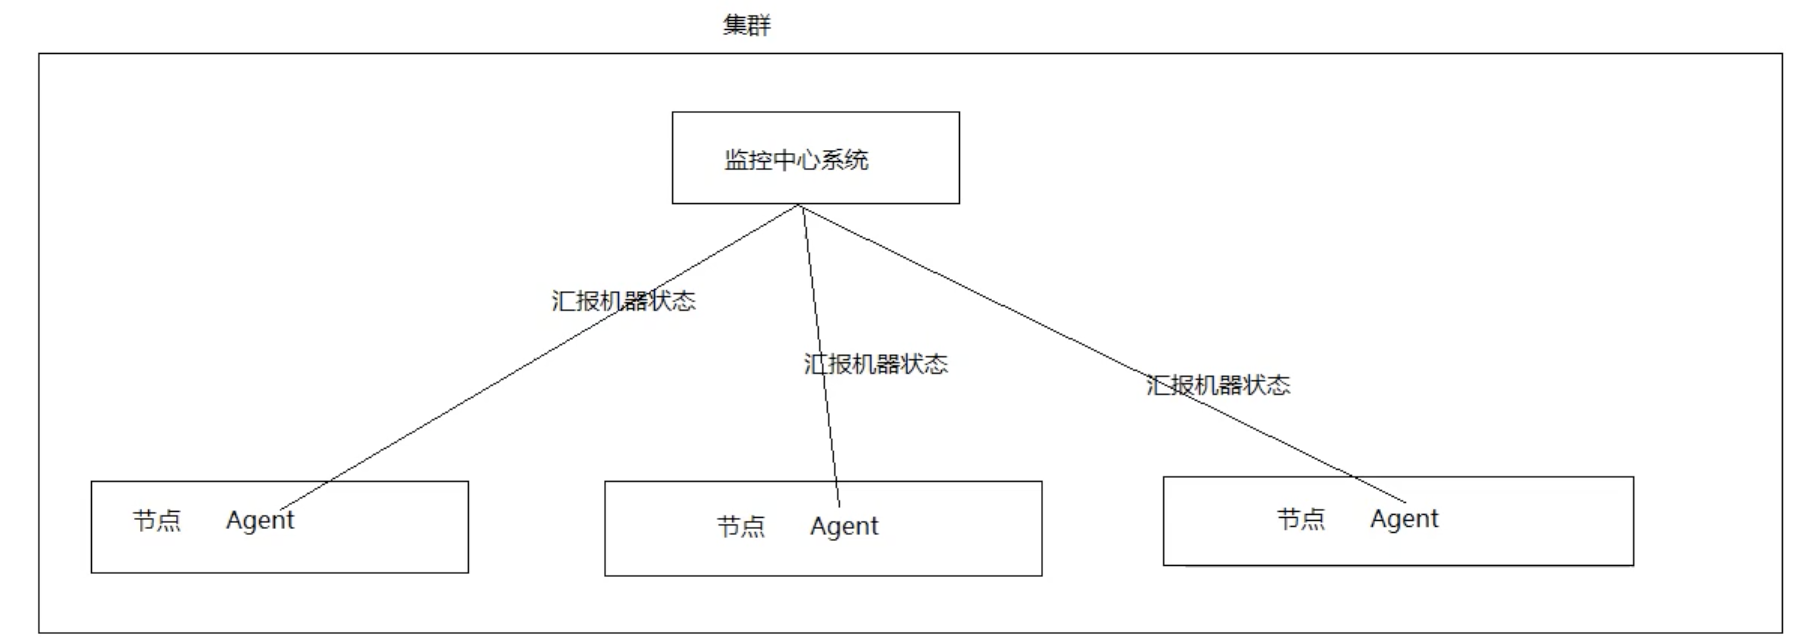 集群
监控中心系统
汇报机器状态
汇报机器状态
汇报机器状态
节点 Agent
节点 Agent
节点 Agent